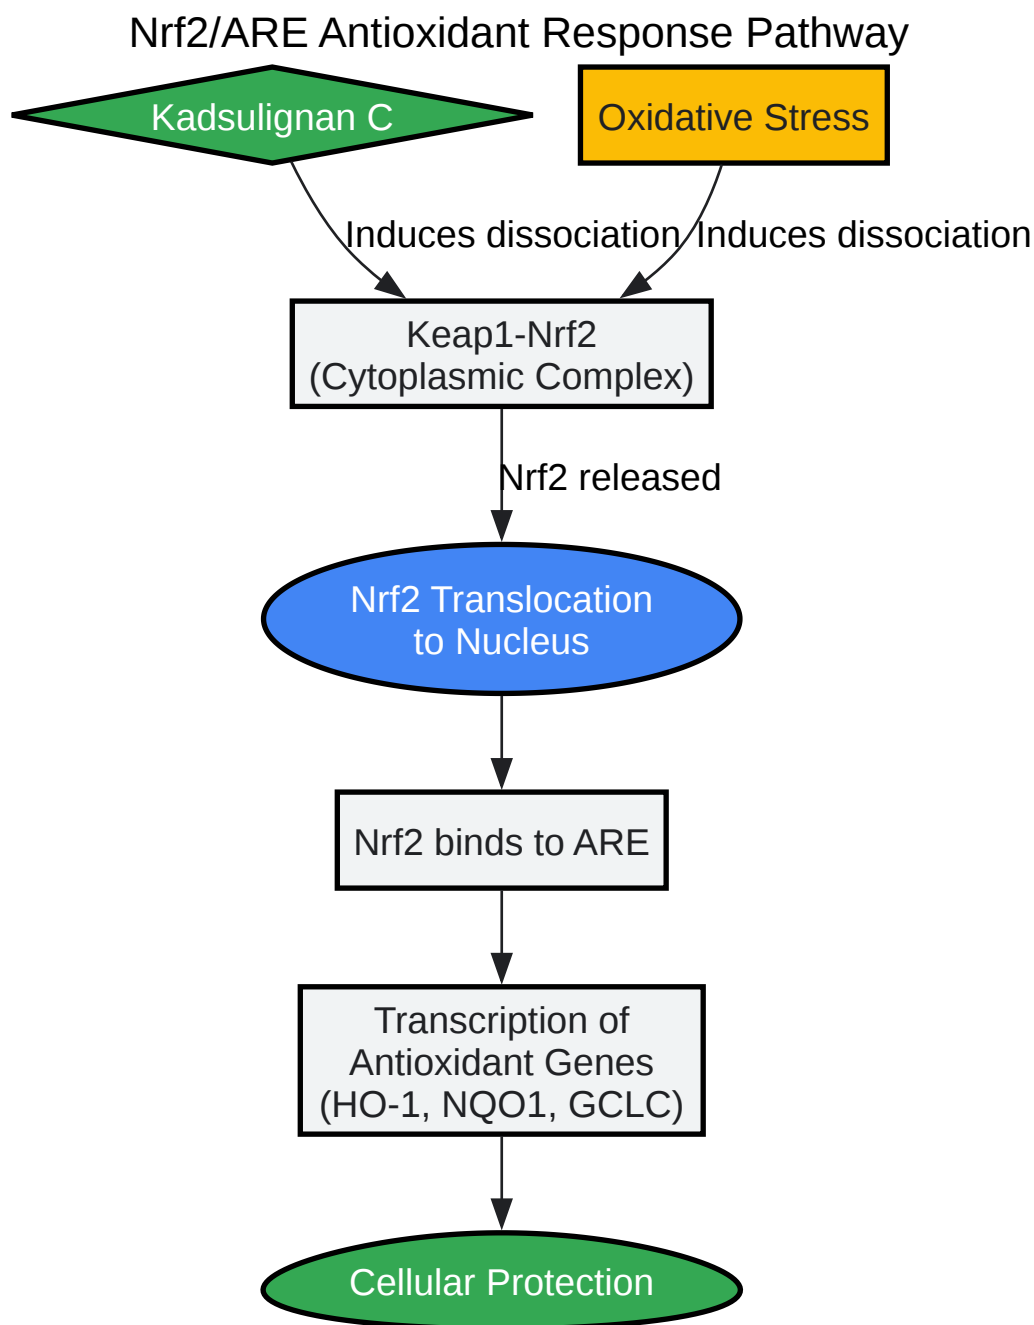 Nrf2/ARE Antioxidant Response Pathway
Kadsulignan C
Oxidative Stress
Induces dissociation
Induces dissociation
Keap1-Nrf2
(Cytoplasmic Complex)
Nrf2 released
Nrf2 Translocation
to Nucleus
Nrf2 binds to ARE
Transcription of
Antioxidant Genes
(HO-1, NQO1, GCLC)
Cellular Protection